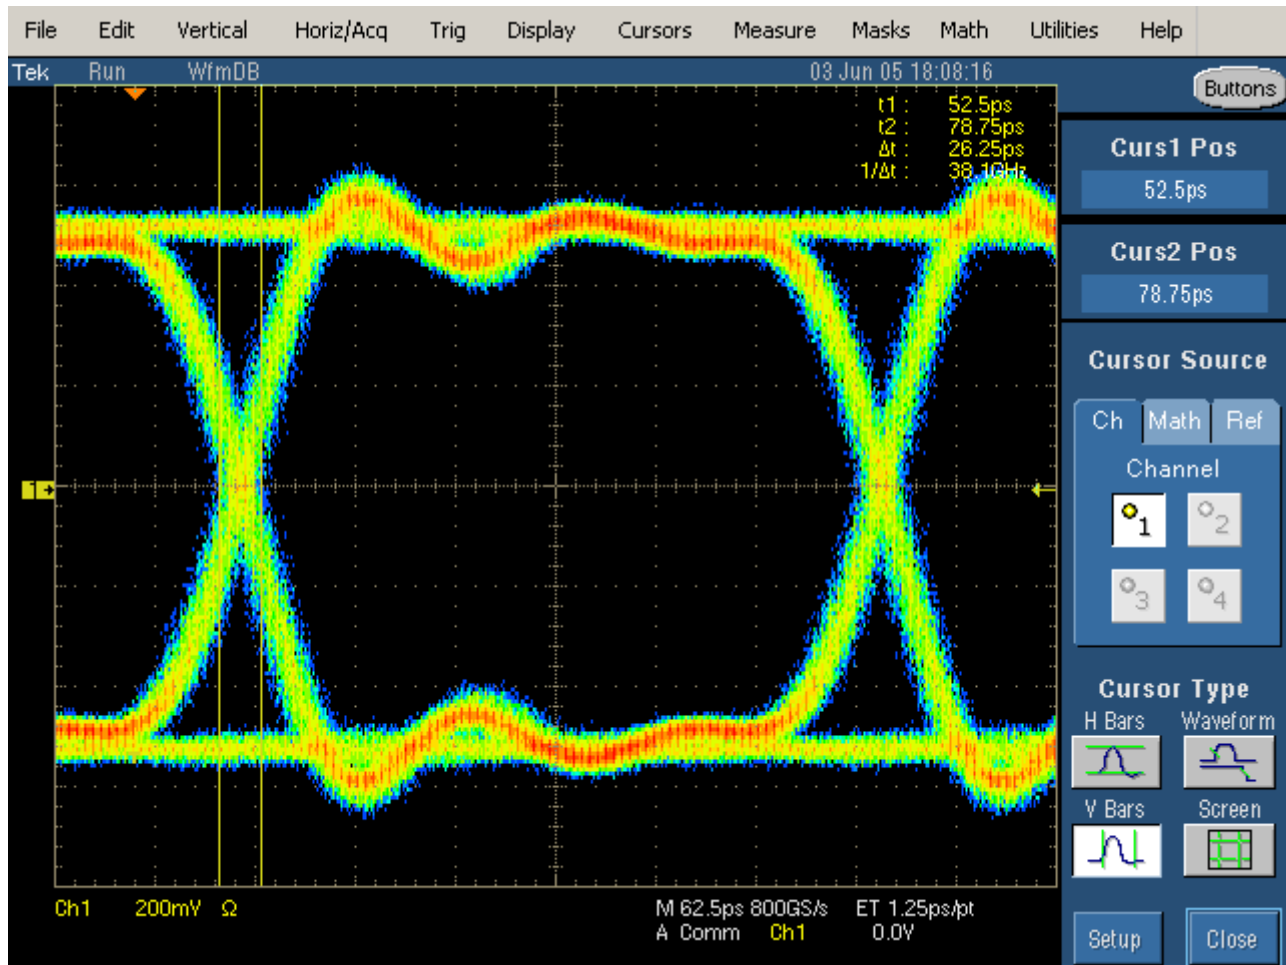 File Edit Vertical Horiz/Acq Trig Display Cursors Measure Masks Math Utilities Help
Tek Run WfmDB 03 Jun 05 18:08:16
Buttons
t1 : 52.5ps
t2 : 78.75ps
Δt : 26.25ps
1/Δt : 38.1GHz
Curs1 Pos
52.5ps
Curs2 Pos
78.75ps
Cursor Source
Ch Math Ref
Channel
1 2
3 4
1
Cursor Type
H Bars Waveform
V Bars Screen
Ch1 200mV Ω M 62.5ps 800GS/s ET 1.25ps/pt
A Comm Ch1 0.0V
Setup Close